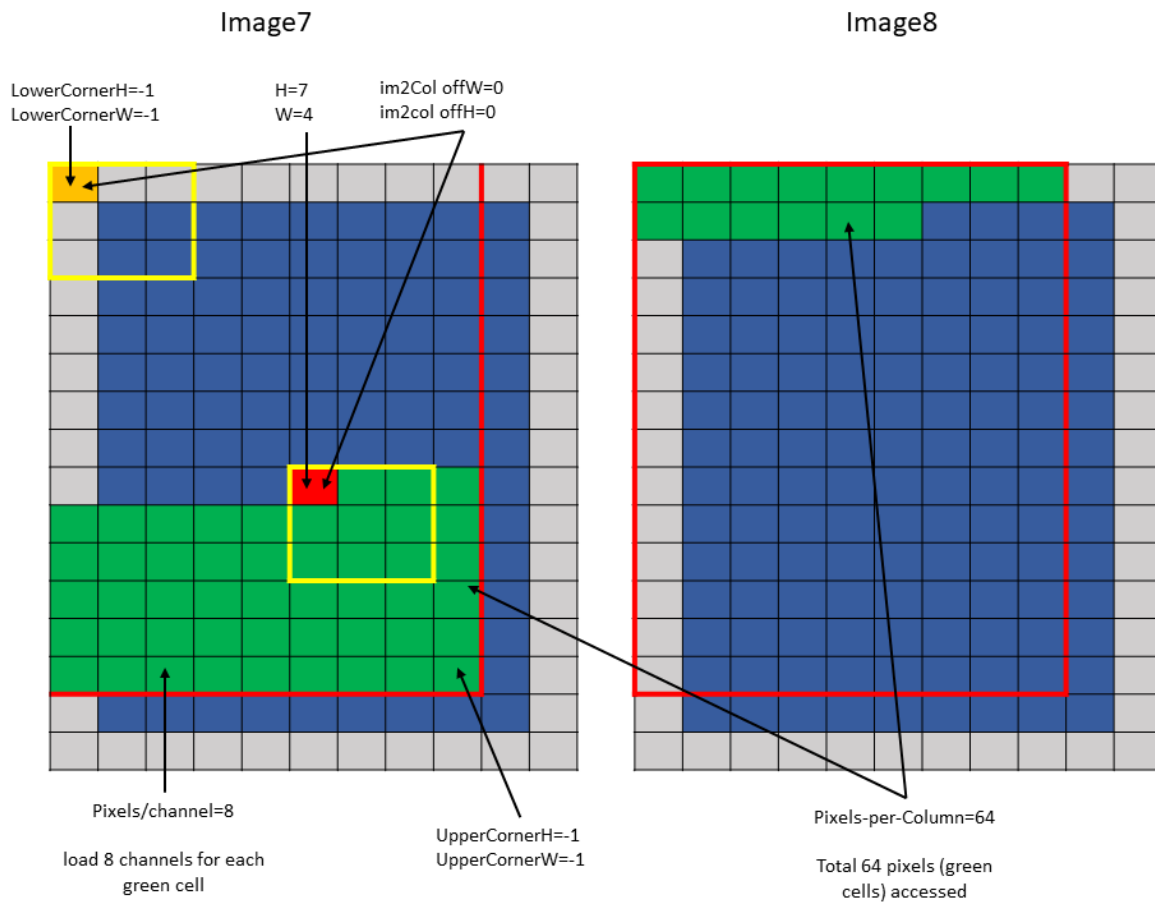 Image7
Image8
LowerCornerH=-1
LowerCornerW=-1
H=7
W=4
im2Col offW=0
im2col offH=0
Pixels/channel=8
load 8 channels for each
green cell
UpperCornerH=-1
UpperCornerW=-1
Pixels-per-Column=64
Total 64 pixels (green
cells) accessed